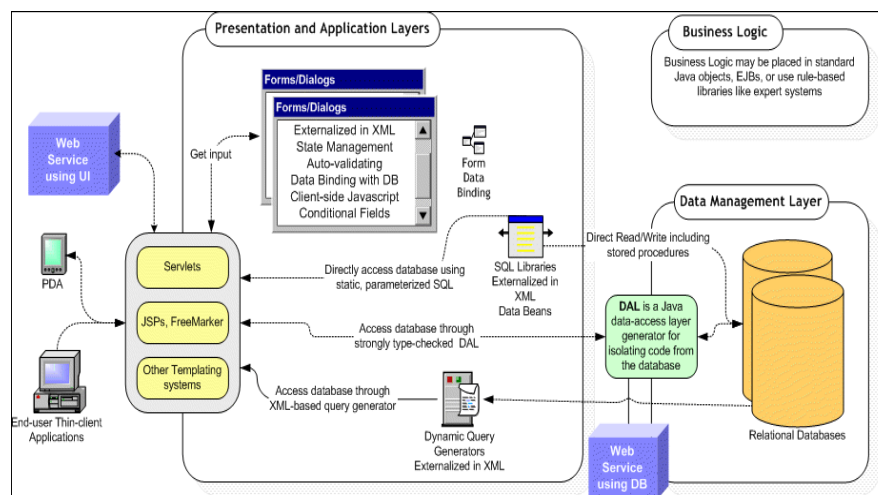 Presentation and Application Layers
Business Logic
Business Logic may be placed in standard
Java objects, EJBs, or use rule-based
libraries like expert systems
Forms/Dialogs
Forms/Dialogs
Externalized in XML
State Management
Auto-validating
Data Binding with DB
Client-side Javascript
Conditional Fields
Form
Data
Binding
Web
Service
using UI
Get input
Data Management Layer
PDA
Servlets
JSPs, FreeMarker
Other Templating
systems
Directly access database using
static, parameterized SQL
SQL Libraries
Externalized in
XML
Data Beans
Direct Read/Write including
stored procedures
Access database through
strongly type-checked DAL
DAL is a Java
data-access layer
generator for
isolating code from
the database
End-user Thin-client
Applications
Access database through
XML-based query generator
Dynamic Query
Generators
Externalized in XML
Relational Databases
Web
Service
using DB